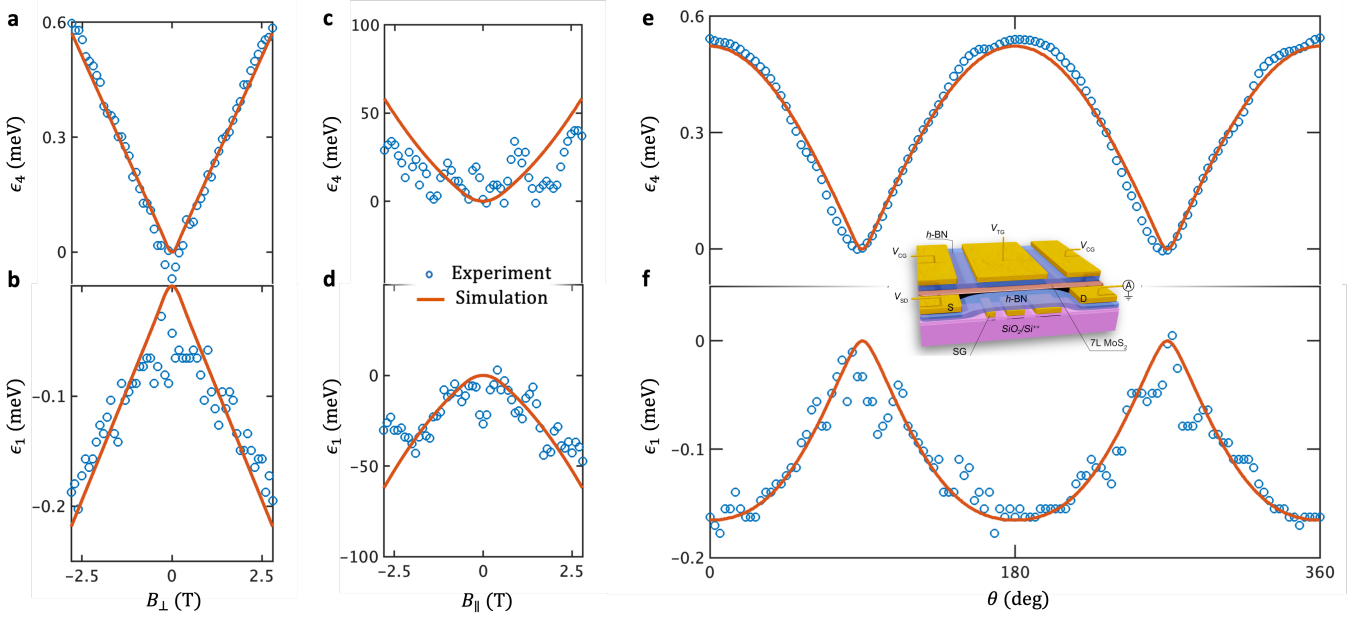 a
0.6
0.3
0
ϵ4 (meV)
b
−0.1
−0.2
ϵ1 (meV)
−2.5
0
2.5
B⊥ (T)
c
100
50
0
ϵ4 (meV)
Experiment
Simulation
d
0
−50
−100
ϵ1 (meV)
−2.5
0
2.5
B∥ (T)
e
0.6
0.3
0
ϵ4 (meV)
h-BN
VTG
VCG
VCG
VSD
S
h-BN
D
A
SiO2/Si++
SG
7L MoS2
f
0
−0.1
−0.2
ϵ1 (meV)
0
180
360
θ (deg)